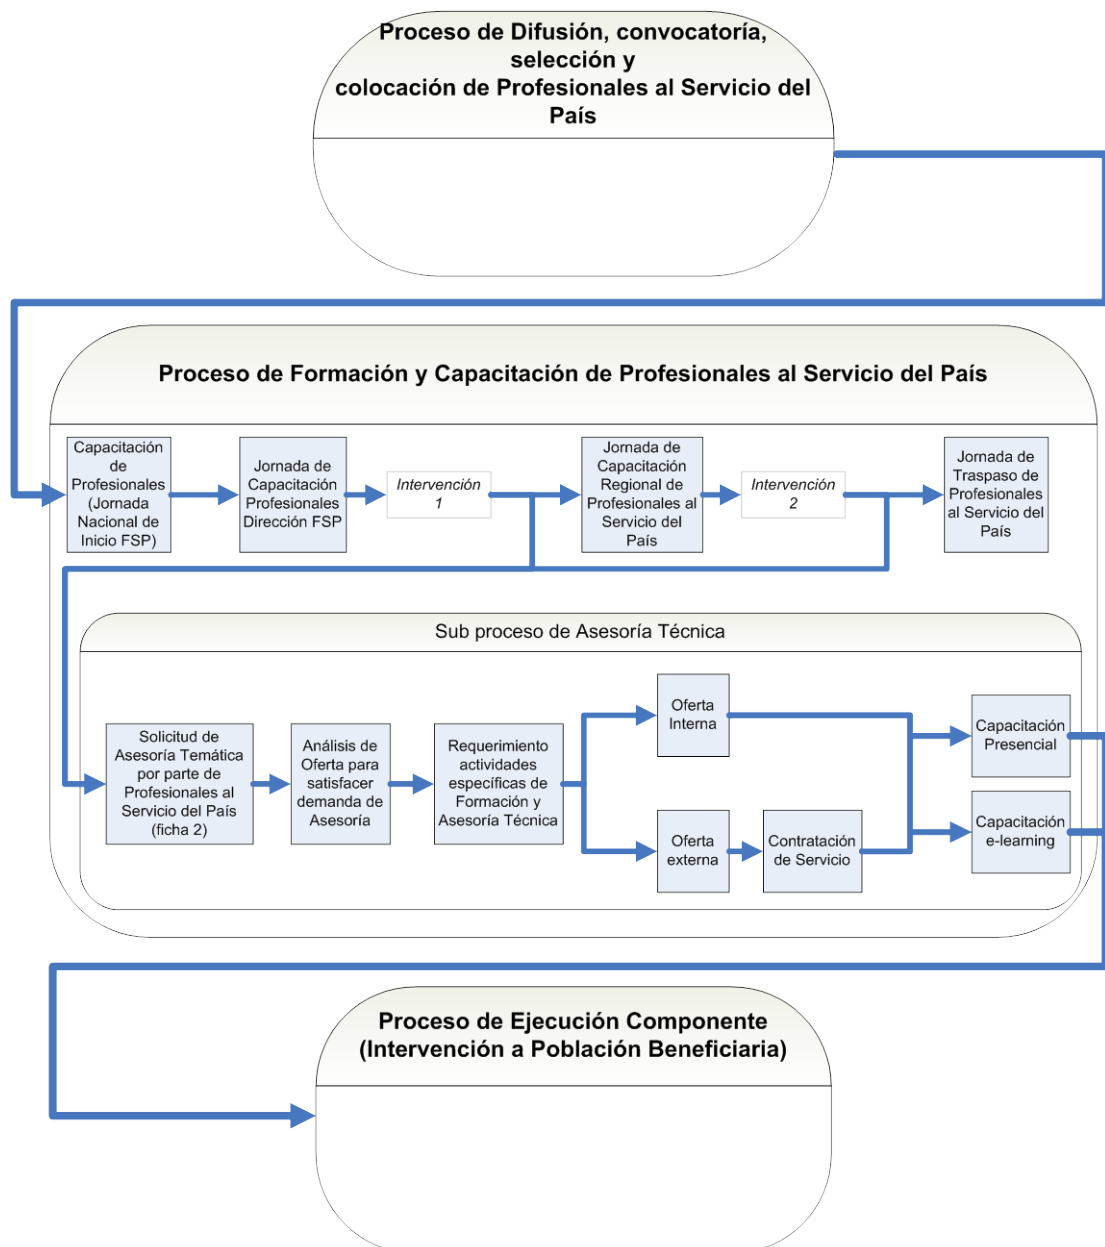 Proceso de Difusión, convocatoría,
selección y
colocación de Profesionales al Servicio del
País
Proceso de Formación y Capacitación de Profesionales al Servicio del País
Capacitación
de
Profesionales
(Jornada
Nacional de
Inicio FSP)
Jornada de
Capacitación
Profesionales
Dirección FSP
Intervención
1
Jornada de
Capacitación
Regional de
Profesionales al
Servicio del
País
Intervención
2
Jornada de
Traspaso de
Profesionales
al Servicio del
País
Sub proceso de Asesoría Técnica
Solicitud de
Asesoría Temática
por parte de
Profesionales al
Servicio del País
(ficha 2)
Análisis de
Oferta para
satisfacer
demanda de
Asesoría
Requerimiento
actividades
específicas de
Formación y
Asesoría Técnica
Oferta
Interna
Oferta
externa
Contratación
de Servicio
Capacitación
Presencial
Capacitación
e-learning
Proceso de Ejecución Componente
(Intervención a Población Beneficiaria)